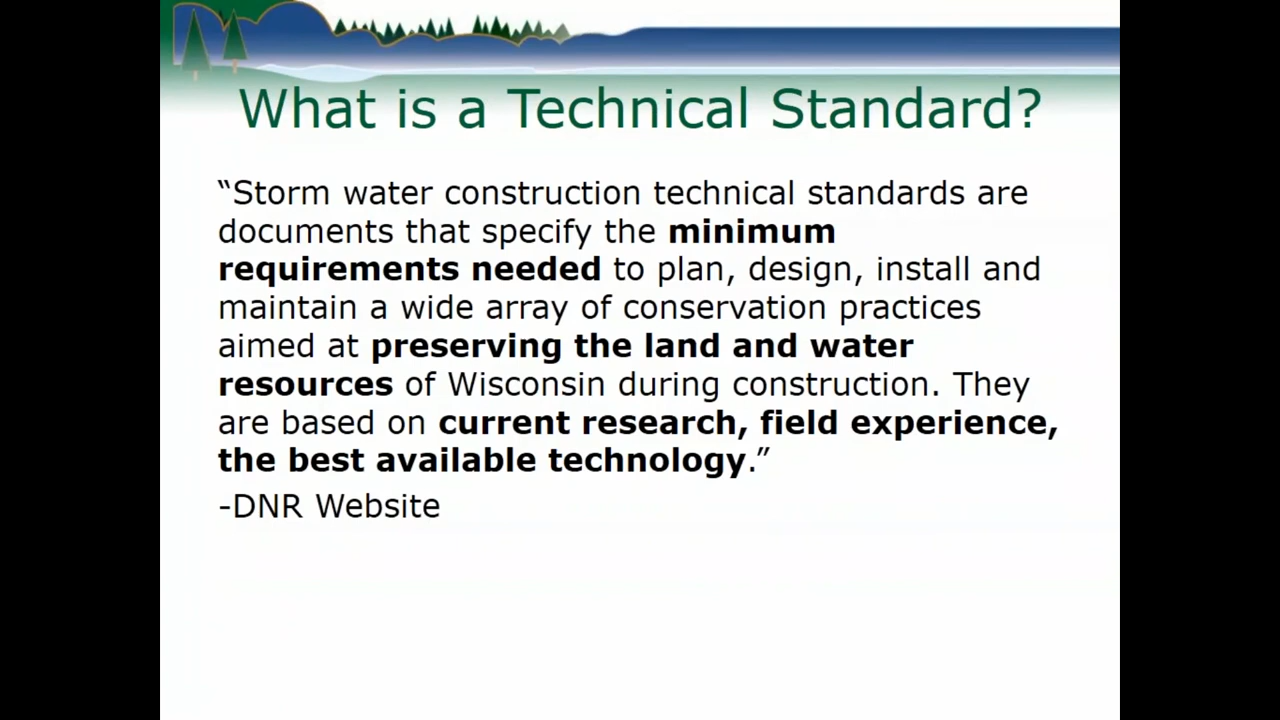 What is a Technical Standard?
“Storm water construction technical standards are
documents that specify the minimum
requirements needed to plan, design, install and
maintain a wide array of conservation practices
aimed at preserving the land and water
resources of Wisconsin during construction. They
are based on current research, field experience,
the best available technology.”
-DNR Website